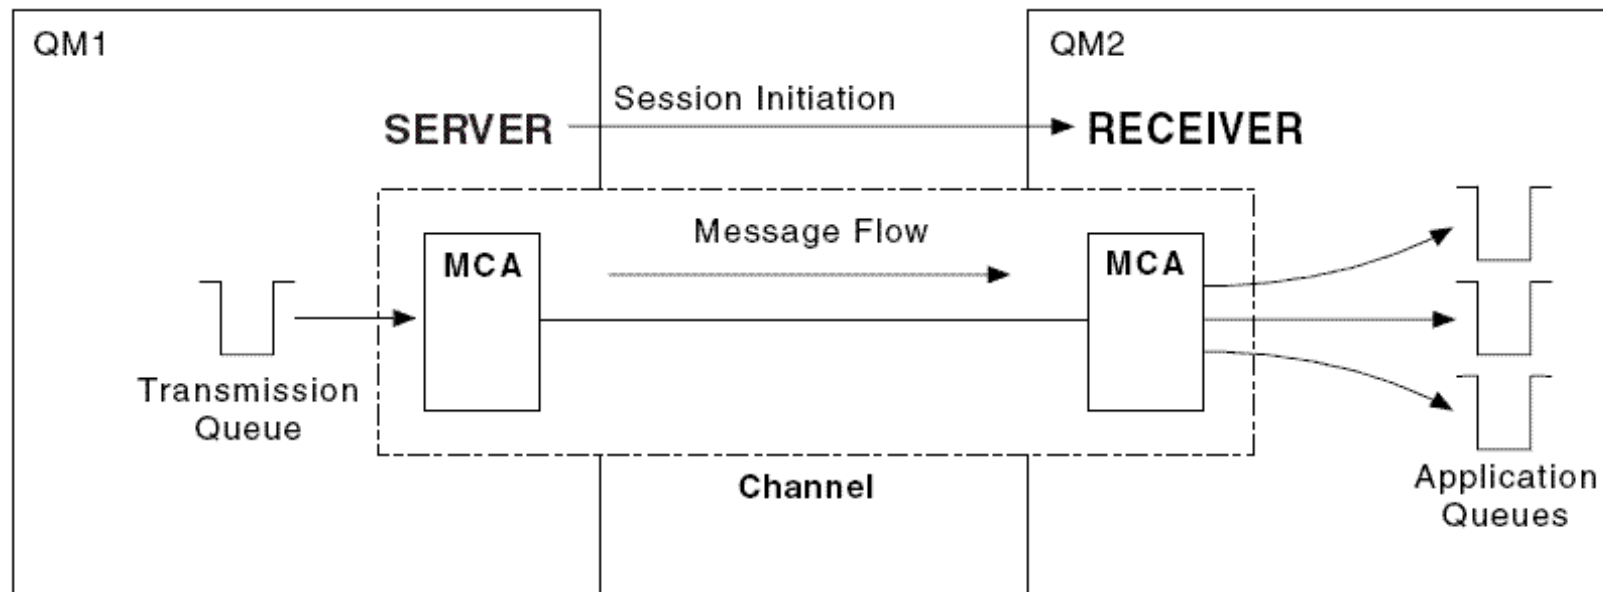 QM1
QM2
Session Initiation
SERVER
RECEIVER
Message Flow
MCA
MCA
Transmission
Queue
Channel
Application
Queues